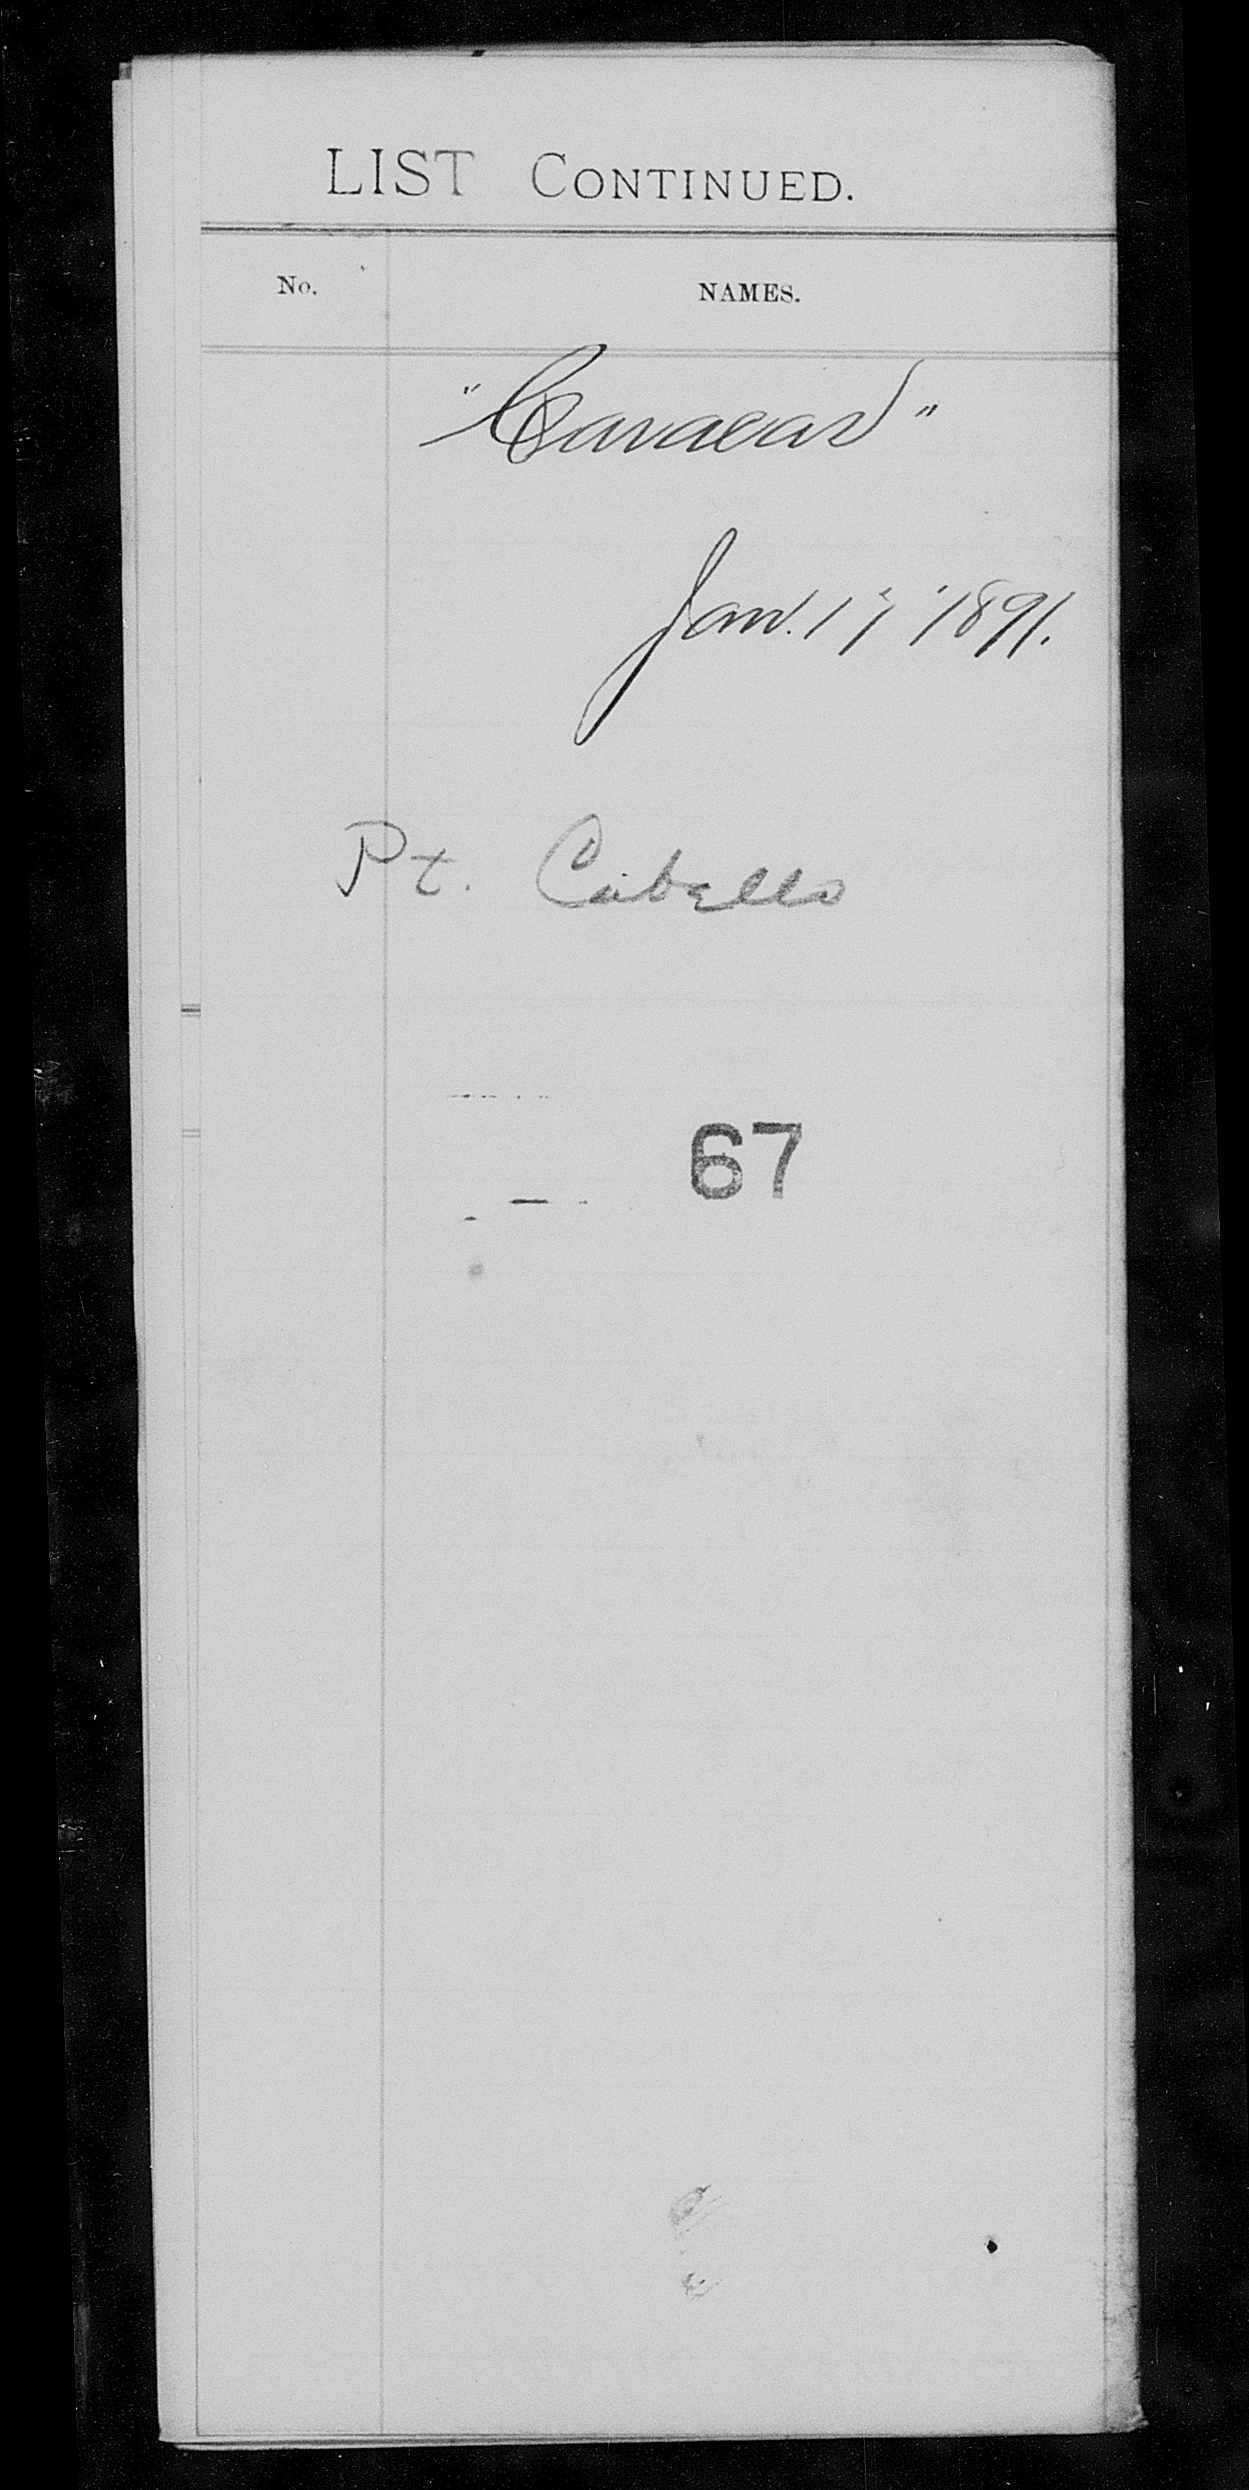 LIST CONTINUED.
No. NAMES.
"Caracas"
Jan. 17 1891.
Pt. Cabello
67